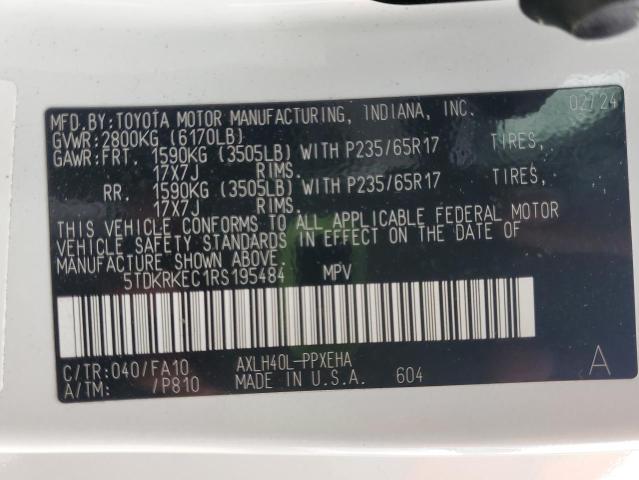 MFD.BY:TOYOTA MOTOR MANUFACTURING, INDIANA, INC. 02/24
GVWR:2800KG (6170LB)
GAWR:FRT. 1590KG (3505LB) WITH P235/65R17 TIRES,
17X7J RIMS.
RR. 1590KG (3505LB) WITH P235/65R17 TIRES,
17X7J RIMS.
THIS VEHICLE CONFORMS TO ALL APPLICABLE FEDERAL MOTOR
VEHICLE SAFETY STANDARDS IN EFFECT ON THE DATE OF
MANUFACTURE SHOWN ABOVE.
5TDKRKEC1RS195484 MPV
C/TR:040/FA10 AXLH40L-PPXEHA
A/TM: /P810 MADE IN U.S.A. 604 A